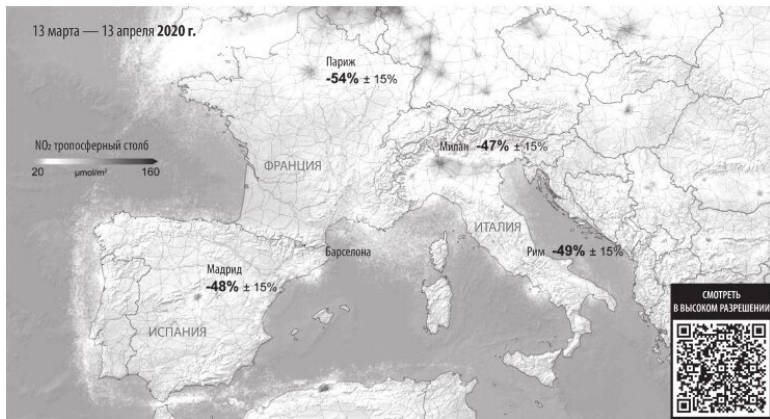 13 марта — 13 апреля 2020 г.
Париж
-54% ± 15%
NO₂ тропосферный столб
20 µmol/m² 160
ФРАНЦИЯ
Милан -47% ± 15%
ИТАЛИЯ
Барселона
Рим -49% ± 15%
Мадрид
-48% ± 15%
ИСПАНИЯ
СМОТРЕТЬ
В ВЫСОКОМ РАЗРЕШЕНИИ